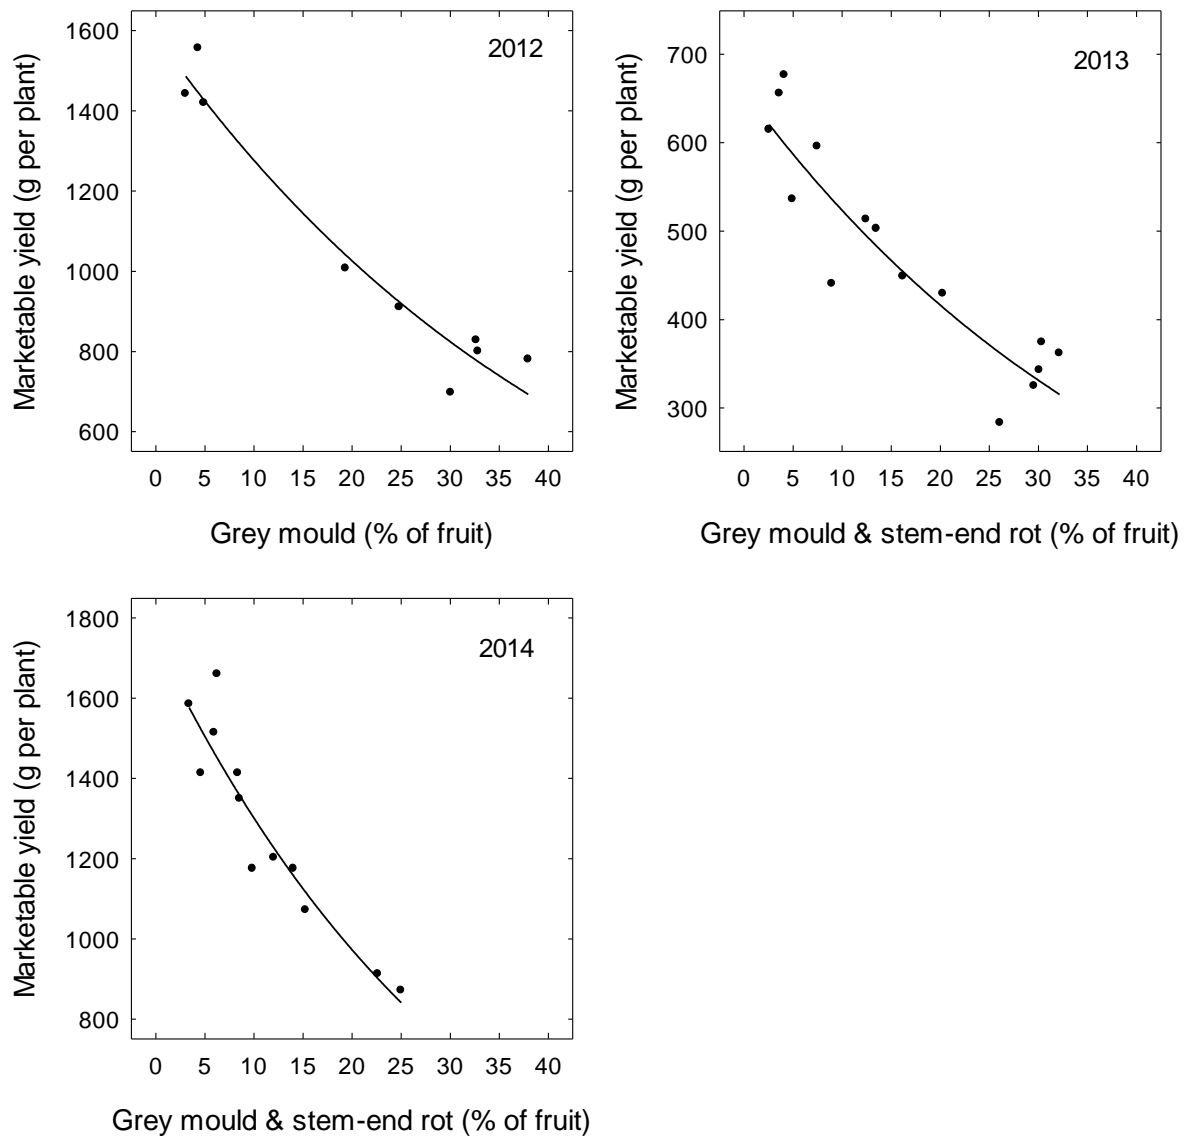 1600
1400
1200
1000
800
600
Marketable yield (g per plant)
2012
0 5 10 15 20 25 30 35 40
Grey mould (% of fruit)
700
600
500
400
300
Marketable yield (g per plant)
2013
0 5 10 15 20 25 30 35 40
Grey mould & stem-end rot (% of fruit)
1800
1600
1400
1200
1000
800
Marketable yield (g per plant)
2014
0 5 10 15 20 25 30 35 40
Grey mould & stem-end rot (% of fruit)